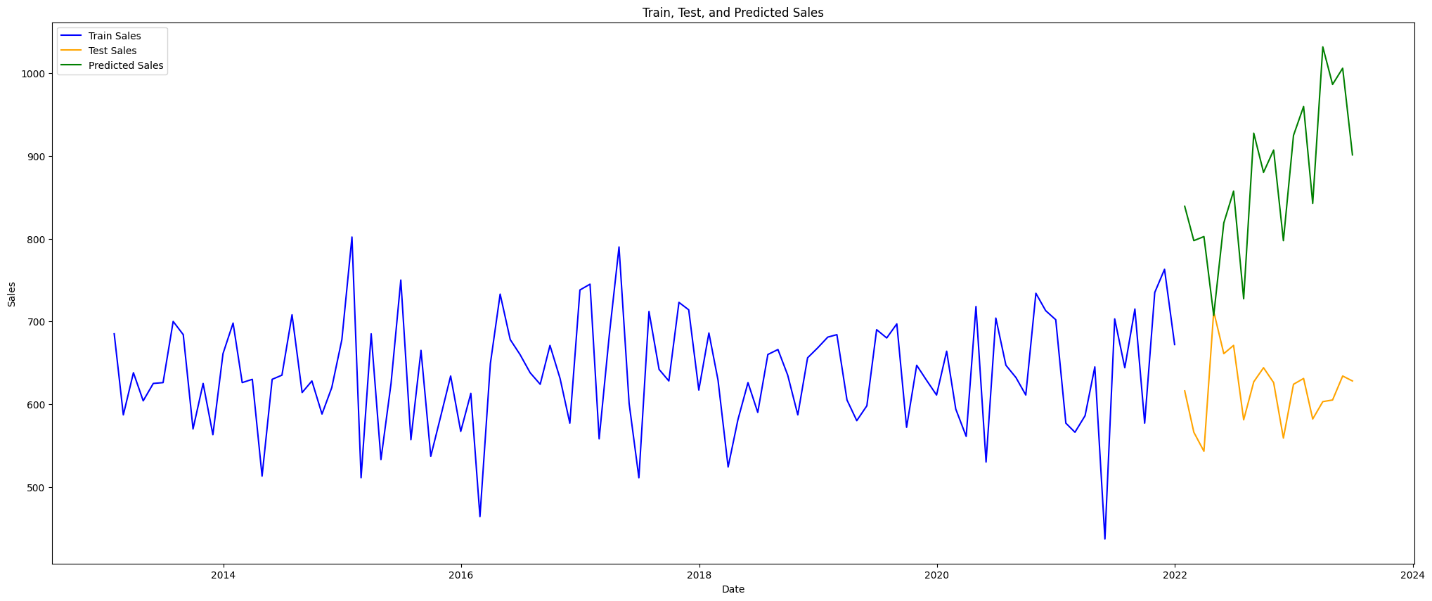 Train, Test, and Predicted Sales
Train Sales
Test Sales
Predicted Sales
1000
900
800
700
600
500
Sales
2014
2016
2018
2020
2022
2024
Date